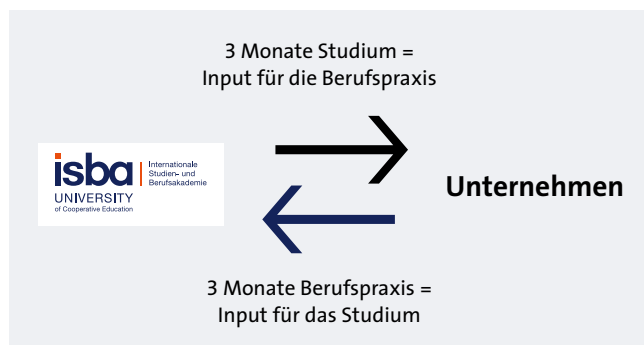 3 Monate Studium =
Input für die Berufspraxis
isba
Internationale
Studien- und
Berufsakademie
UNIVERSITY
of Cooperative Education
Unternehmen
3 Monate Berufspraxis =
Input für das Studium